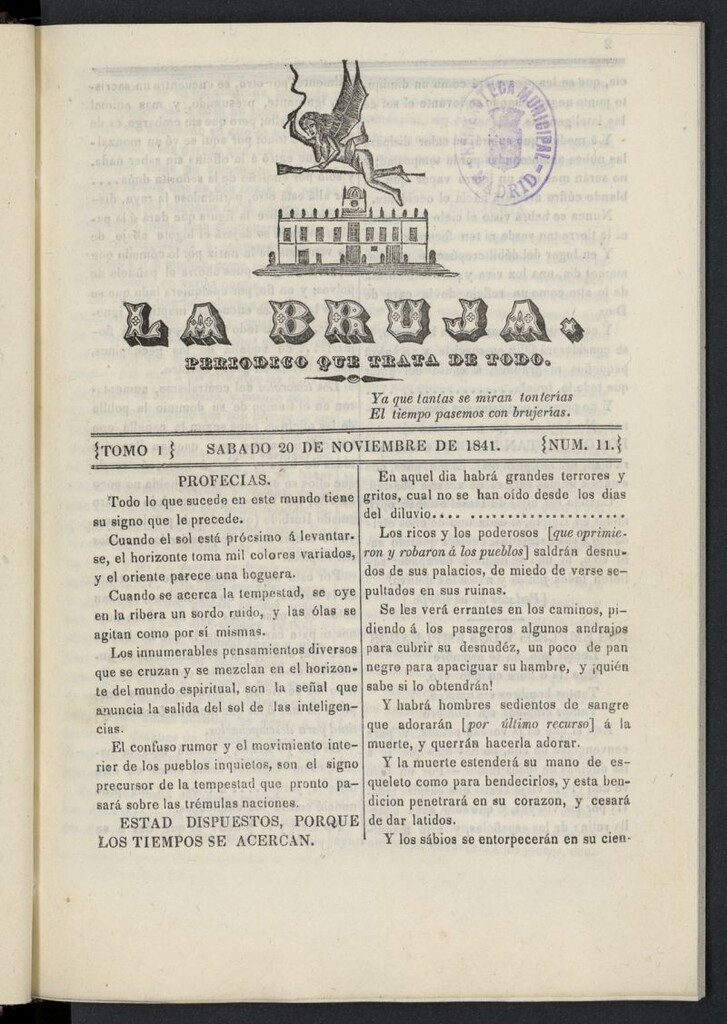 HEMEROTECA MUNICIPAL
MADRID
LA BRUJA.
PERIODICO QUE TRATA DE TODO.
Ya que tantas se miran tonterías
El tiempo pasemos con brujerías.
{TOMO I} SABADO 20 DE NOVIEMBRE DE 1841. {NUM. 11.}
PROFECIAS.
Todo lo que sucede en este mundo tiene
su signo que le precede.
Cuando el sol está prócsimo á levantar-
se, el horizonte toma mil colores variados,
y el oriente parece una hoguera.
Cuando se acerca la tempestad, se oye
en la ribera un sordo ruido, y las ólas se
agitan como por sí mismas.
Los innumerables pensamientos diversos
que se cruzan y se mezclan en el horizon-
te del mundo espiritual, son la señal que
anuncia la salida del sol de las inteligen-
cias.
El confuso rumor y el movimiento inte-
rier de los pueblos inquietos, son el signo
precursor de la tempestad que pronto pa-
sará sobre las trémulas naciones.
ESTAD DISPUESTOS, PORQUE
LOS TIEMPOS SE ACERCAN.
En aquel dia habrá grandes terrores y
gritos, cual no se han oído desde los dias
del diluvio.... ......................
Los ricos y los poderosos [que oprimie-
ron y robaron á los pueblos] saldrán desnu-
dos de sus palacios, de miedo de verse se-
pultados en sus ruinas.
Se les verá errantes en los caminos, pi-
diendo á los pasageros algunos andrajos
para cubrir su desnudéz, un poco de pan
negro para apaciguar su hambre, y ¡quién
sabe si lo obtendrán!
Y habrá hombres sedientos de sangre
que adorarán [por último recurso] á la
muerte, y querrán hacerla adorar.
Y la muerte estenderá su mano de es-
queleto como para bendecirlos, y esta ben-
dicion penetrará en su corazon, y cesará
de dar latidos.
Y los sábios se entorpecerán en su cien-